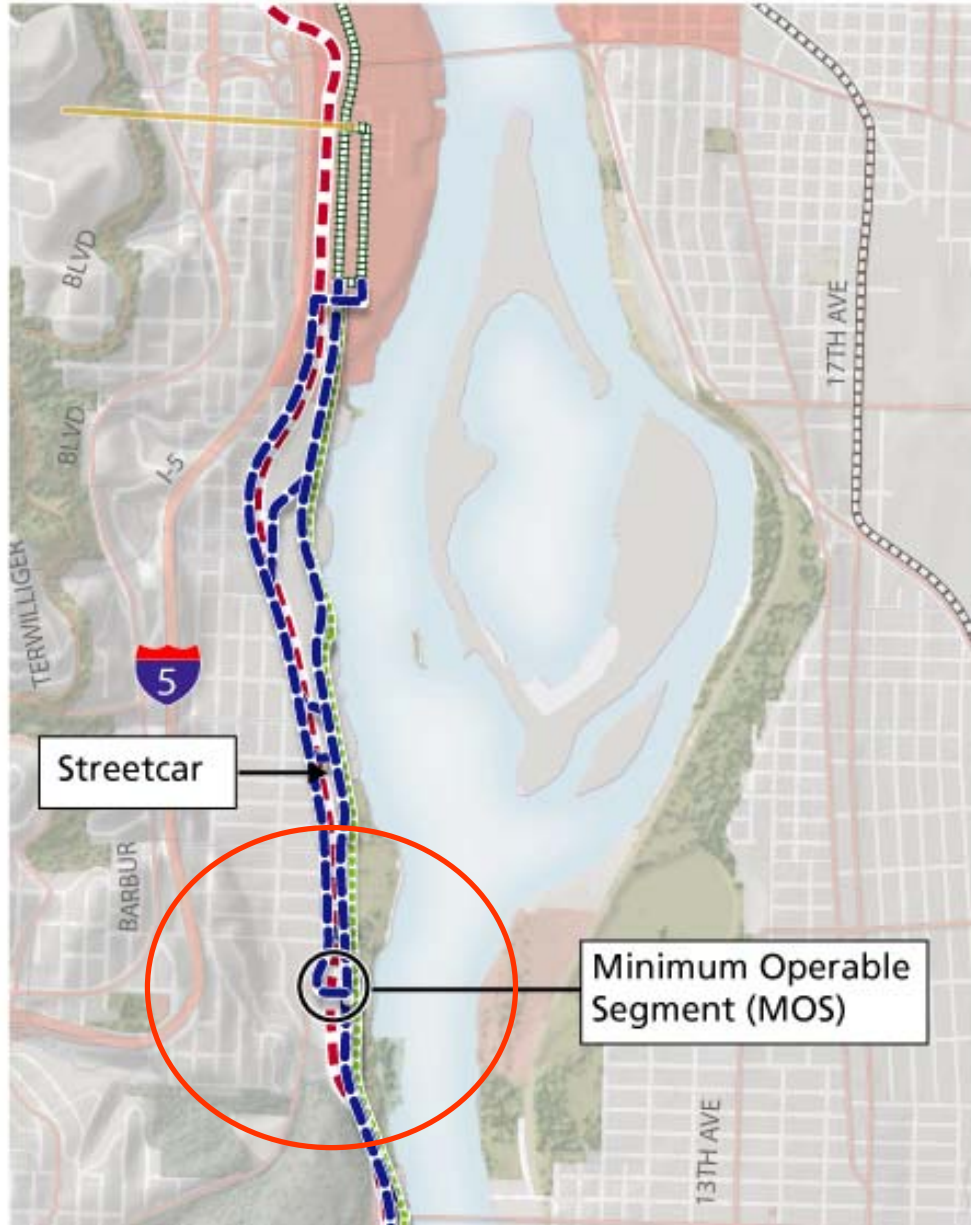 BLVD
17TH AVE
BLVD
I-5
TERWILLIGER
5
Streetcar
BARBUR
Minimum Operable
Segment (MOS)
13TH AVE